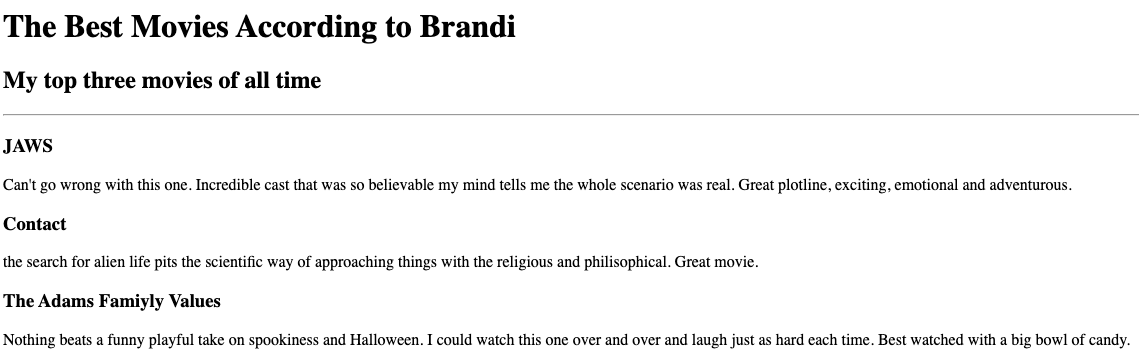 The Best Movies According to Brandi
My top three movies of all time
JAWS
Can't go wrong with this one. Incredible cast that was so believable my mind tells me the whole scenario was real. Great plotline, exciting, emotional and adventurous.
Contact
the search for alien life pits the scientific way of approaching things with the religious and philisophical. Great movie.
The Adams Famiyly Values
Nothing beats a funny playful take on spookiness and Halloween. I could watch this one over and over and laugh just as hard each time. Best watched with a big bowl of candy.